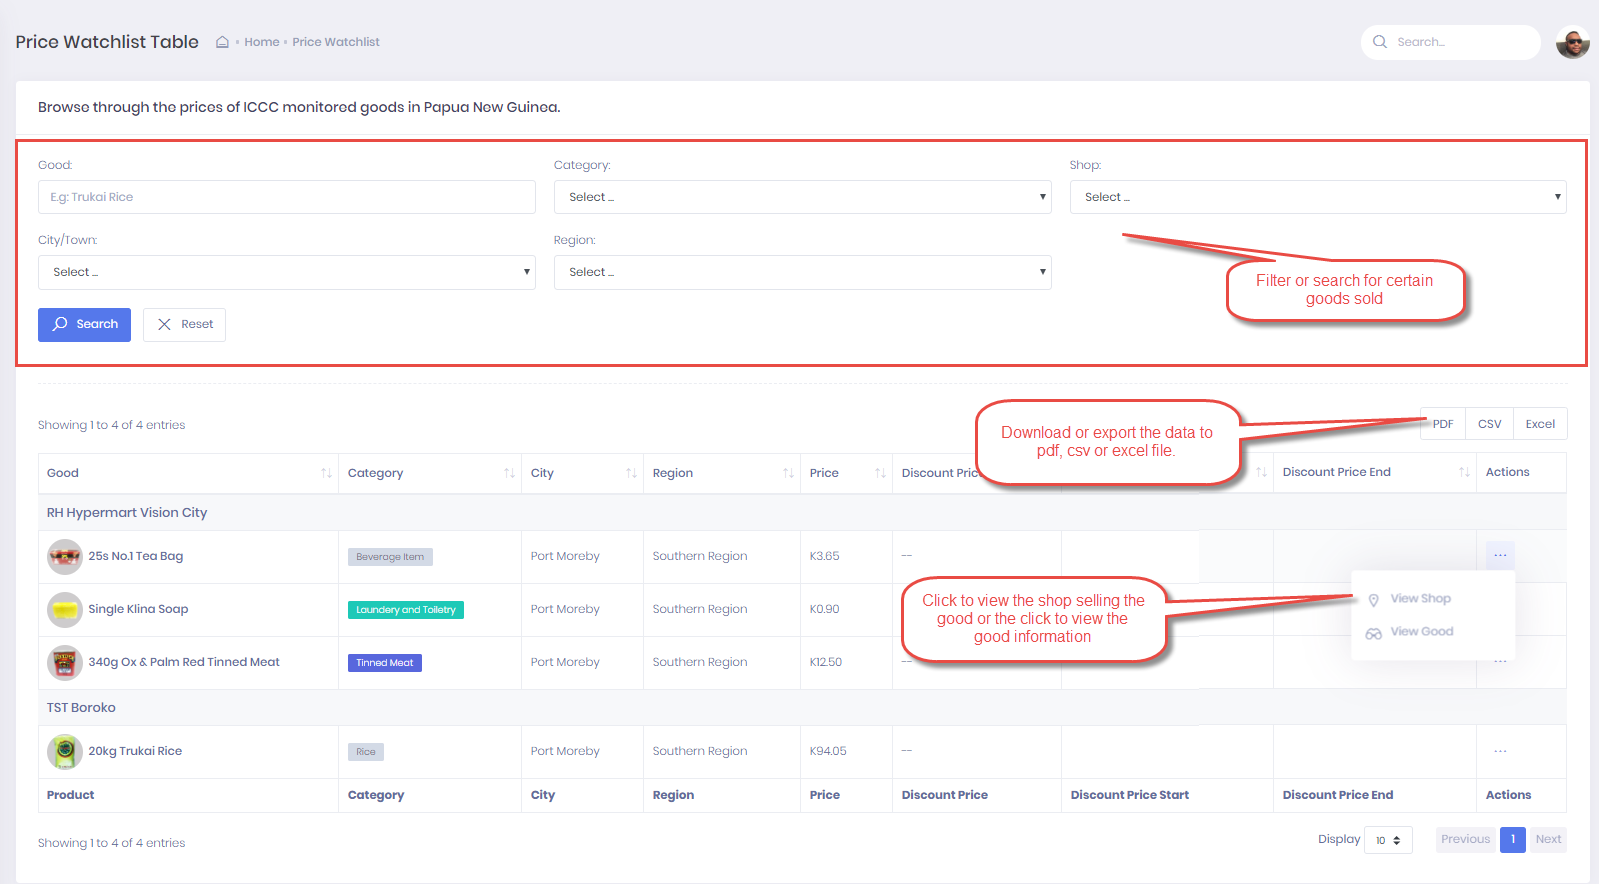 Price Watchlist Table
Home
Price Watchlist
Search...
Browse through the prices of ICCC monitored goods in Papua New Guinea.
Good:
Category:
Shop:
E.g: Trukai Rice
Select ...
Select ...
City/Town:
Region:
Select ...
Select ...
Filter or search for certain
goods sold
Search
Reset
Showing 1 to 4 of 4 entries
Download or export the data to
pdf, csv or excel file.
PDF
CSV
Excel
Good
Category
City
Region
Price
Discount Pric
Discount Price End
Actions
RH Hypermart Vision City
25s No.1 Tea Bag
Beverage Item
Port Moreby
Southern Region
K3.65
--
...
Single Klina Soap
Laundery and Toiletry
Port Moreby
Southern Region
K0.90
Click to view the shop selling the
good or the click to view the
good information
View Shop
View Good
340g Ox & Palm Red Tinned Meat
Tinned Meat
Port Moreby
Southern Region
K12.50
--
...
TST Boroko
20kg Trukai Rice
Rice
Port Moreby
Southern Region
K94.05
--
...
Product
Category
City
Region
Price
Discount Price
Discount Price Start
Discount Price End
Actions
Showing 1 to 4 of 4 entries
Display
10
Previous
1
Next